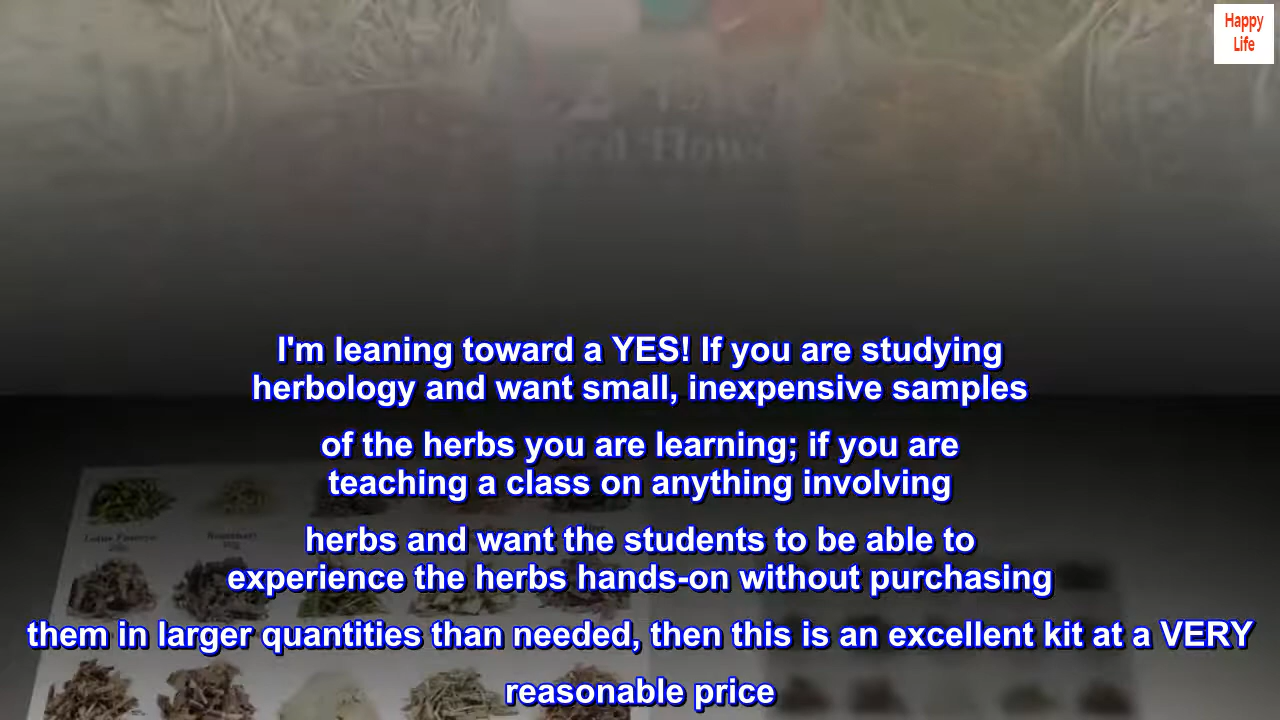 Happy
Life
I'm leaning toward a YES! If you are studying
herbology and want small, inexpensive samples
of the herbs you are learning; if you are
teaching a class on anything involving
herbs and want the students to be able to
experience the herbs hands-on without purchasing
them in larger quantities than needed, then this is an excellent kit at a VERY
reasonable price